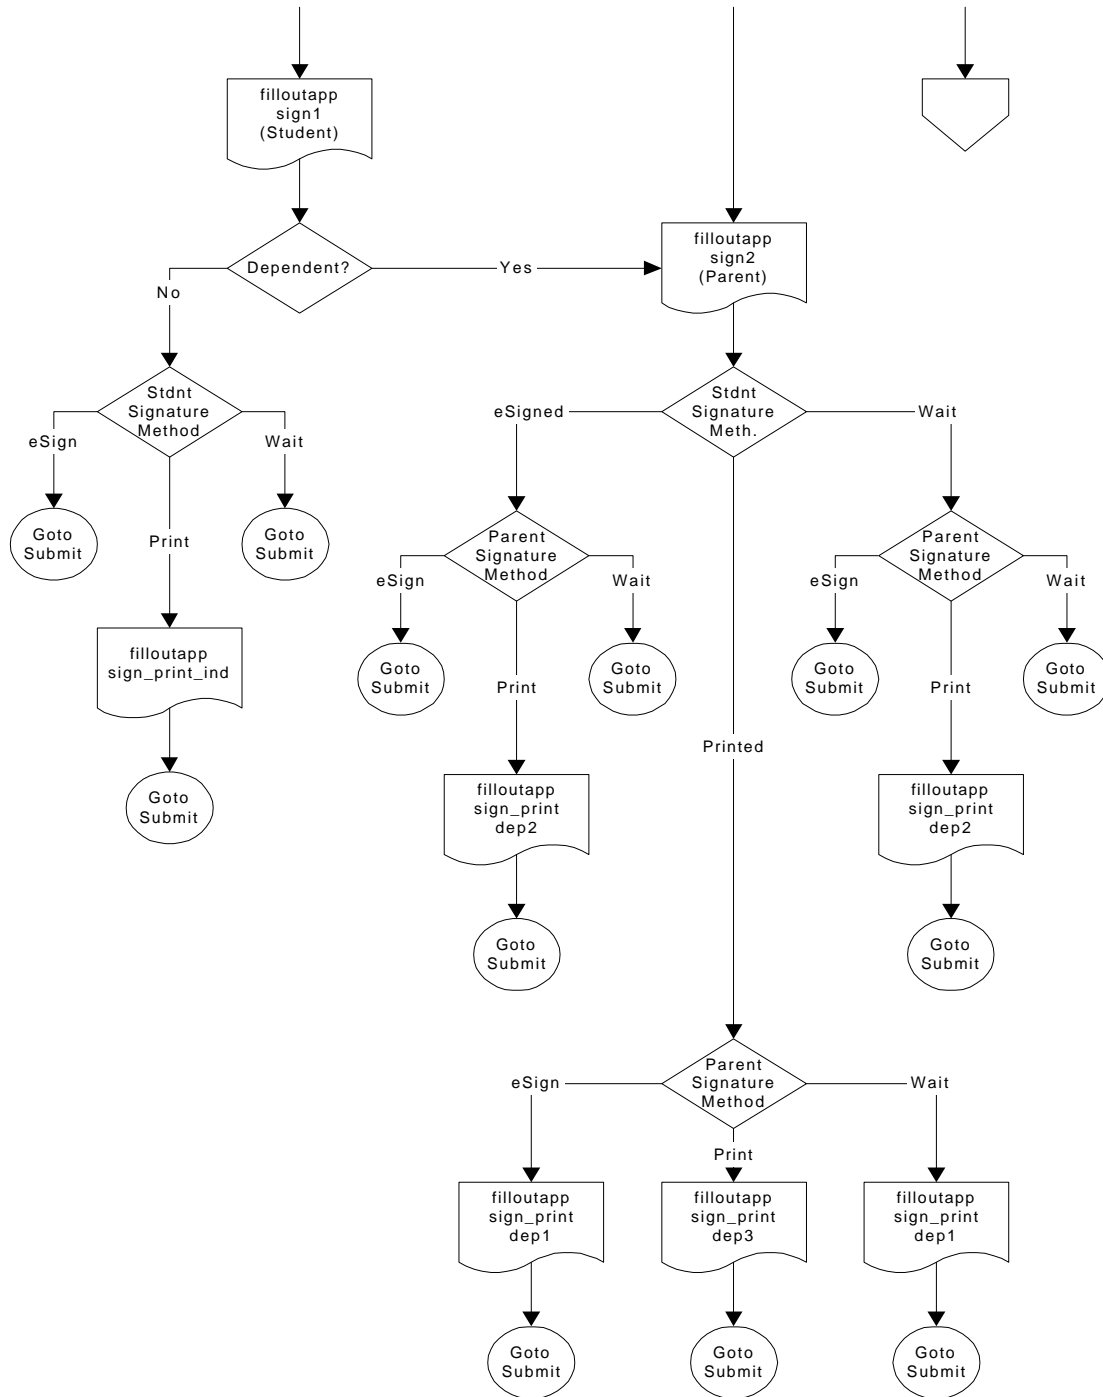 filloutapp
sign1
(Student)
filloutapp
sign2
(Parent)
Dependent?
Yes
No
Stdnt
Signature
Method
eSign
Wait
Print
Goto
Submit
Goto
Submit
filloutapp
sign_print_ind
Goto
Submit
Stdnt
Signature
Meth.
eSigned
Wait
Printed
Parent
Signature
Method
eSign
Wait
Print
Goto
Submit
Goto
Submit
filloutapp
sign_print
dep2
Goto
Submit
Parent
Signature
Method
eSign
Wait
Print
Goto
Submit
Goto
Submit
filloutapp
sign_print
dep2
Goto
Submit
Parent
Signature
Method
eSign
Wait
Print
filloutapp
sign_print
dep1
filloutapp
sign_print
dep3
filloutapp
sign_print
dep1
Goto
Submit
Goto
Submit
Goto
Submit